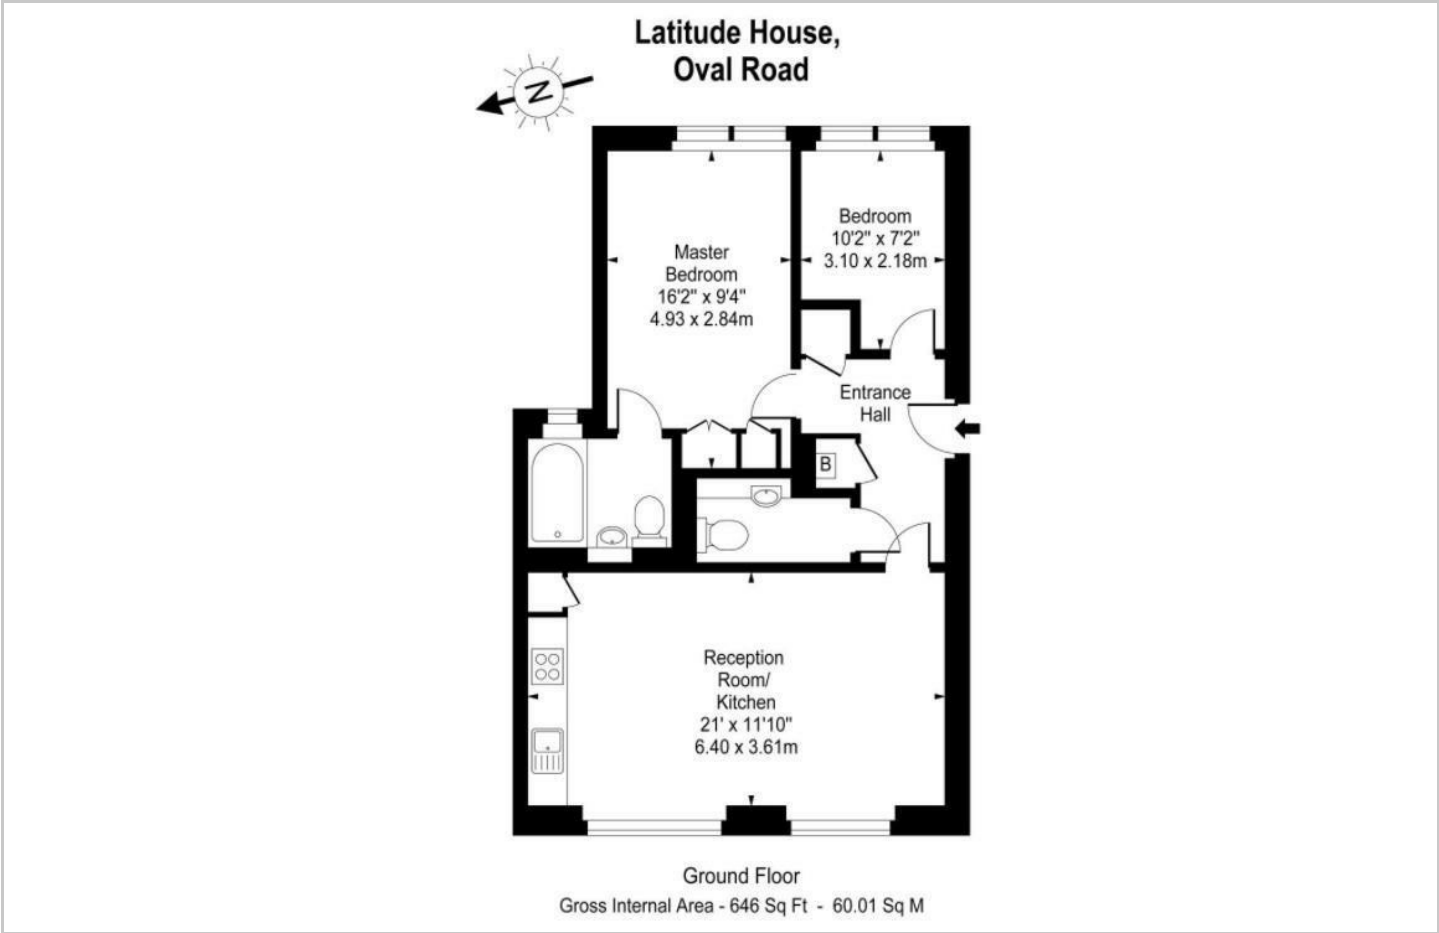 Latitude House,
Oval Road
N
Bedroom
10'2" x 7'2"
3.10 x 2.18m
Master
Bedroom
16'2" x 9'4"
4.93 x 2.84m
Entrance
Hall
B
Reception
Room/
Kitchen
21' x 11'10"
6.40 x 3.61m
Ground Floor
Gross Internal Area - 646 Sq Ft - 60.01 Sq M